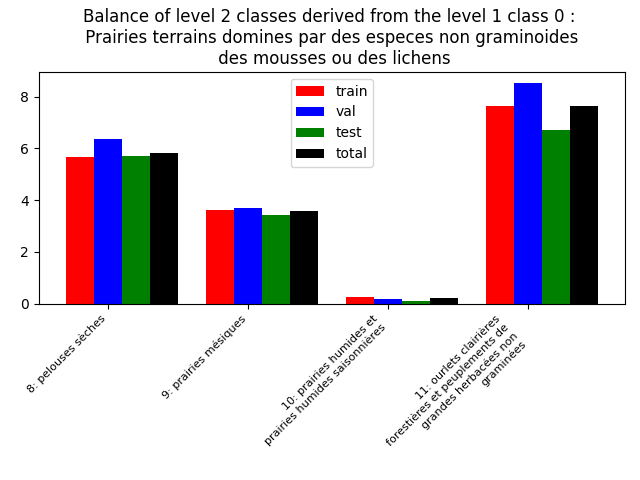 Balance of level 2 classes derived from the level 1 class 0 :
Prairies terrains domines par des especes non graminoides
des mousses ou des lichens
train
val
test
total
8
6
4
2
0
8: pelouses sèches
9: prairies mésiques
10: prairies humides et
prairies humides saisonnières
11: ourlets clairières
forestières et peuplements de
grandes herbacées non
graminées